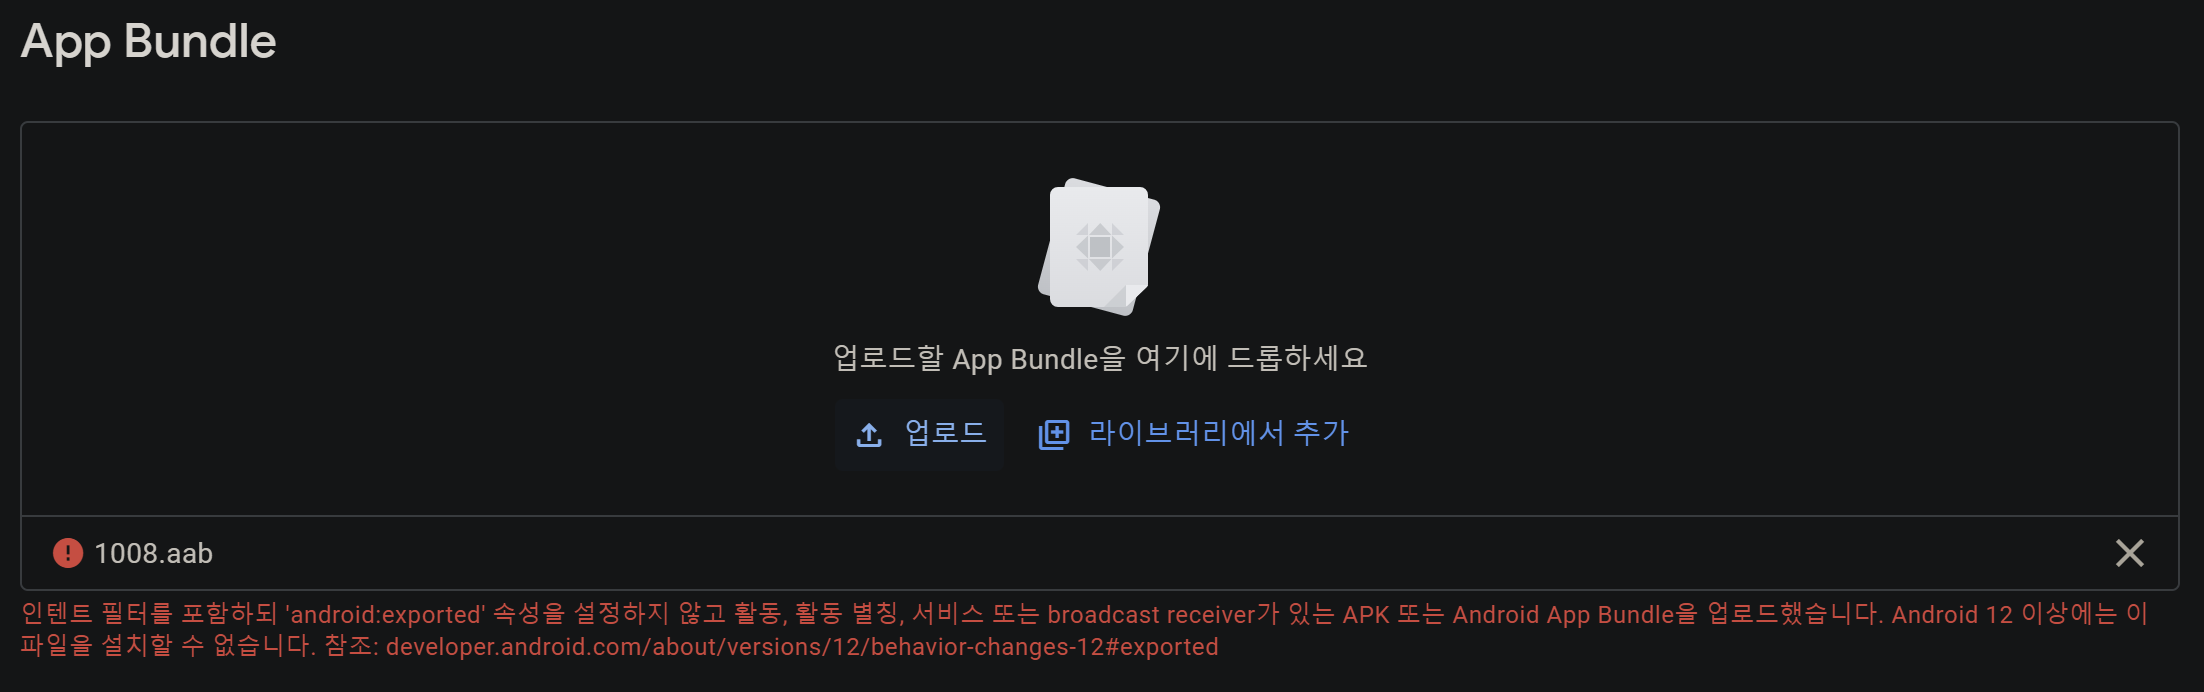 App Bundle
업로드할 App Bundle을 여기에 드롭하세요
업로드 라이브러리에서 추가
1008.aab
인텐트 필터를 포함하되 'android:exported' 속성을 설정하지 않고 활동, 활동 별칭, 서비스 또는 broadcast receiver가 있는 APK 또는 Android App Bundle을 업로드했습니다. Android 12 이상에는 이
파일을 설치할 수 없습니다. 참조: developer.android.com/about/versions/12/behavior-changes-12#exported